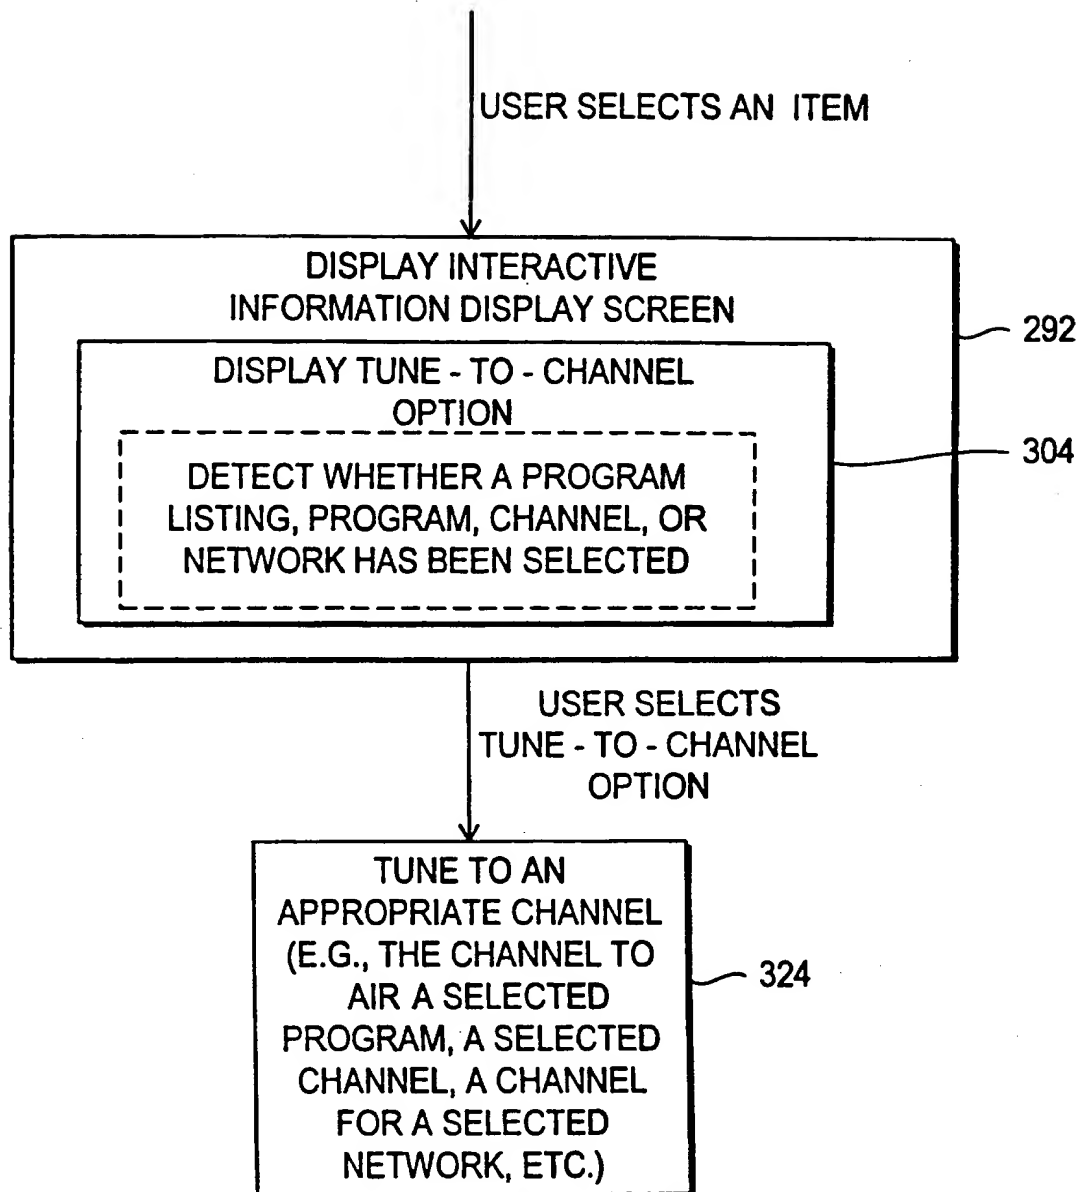 USER SELECTS AN ITEM
DISPLAY INTERACTIVE
INFORMATION DISPLAY SCREEN
292
DISPLAY TUNE - TO - CHANNEL
OPTION
304
DETECT WHETHER A PROGRAM
LISTING, PROGRAM, CHANNEL, OR
NETWORK HAS BEEN SELECTED
USER SELECTS
TUNE - TO - CHANNEL
OPTION
TUNE TO AN
APPROPRIATE CHANNEL
(E.G., THE CHANNEL TO
AIR A SELECTED
324
PROGRAM, A SELECTED
CHANNEL, A CHANNEL
FOR A SELECTED
NETWORK, ETC.)